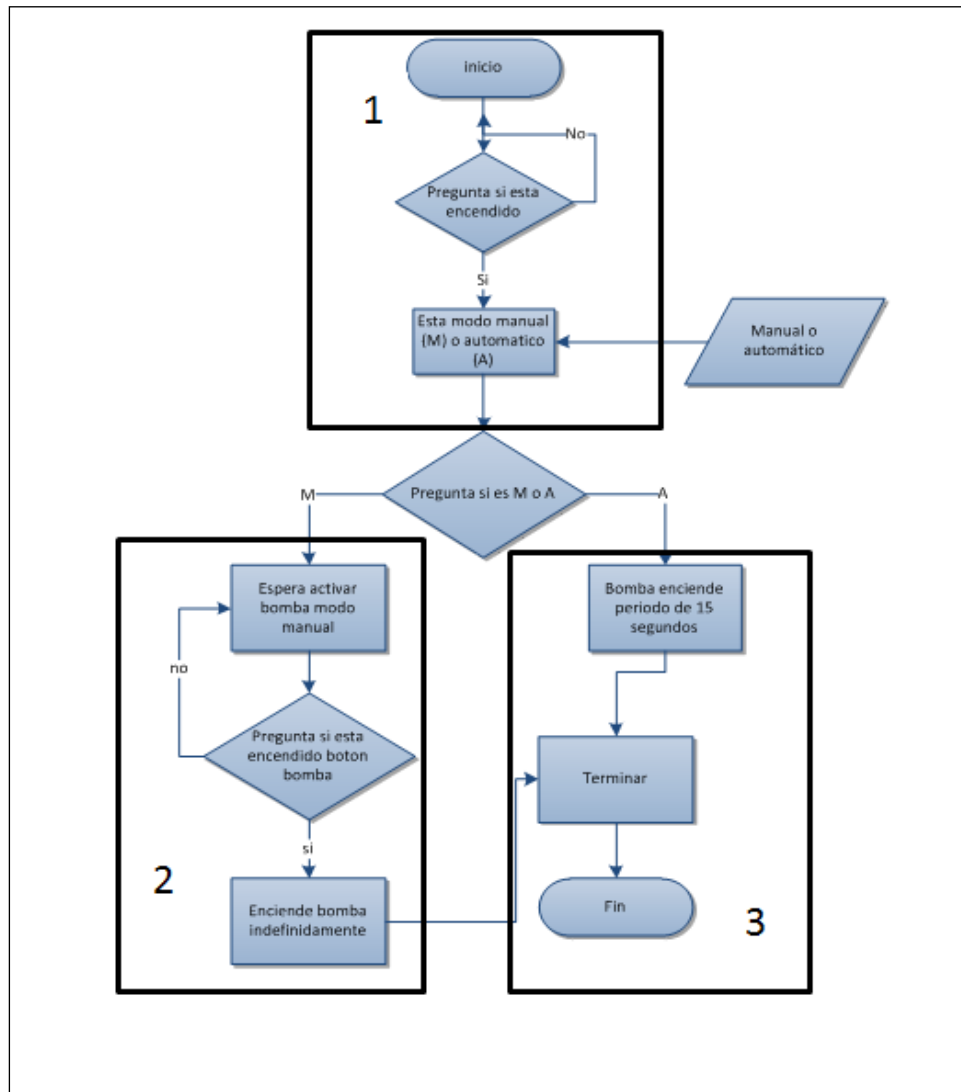 inicio
1
No
Pregunta si esta
encendido
Si
Esta modo manual
(M) o automatico
(A)
Manual o
automático
Pregunta si es M o A
M
A
Espera activar
bomba modo
manual
no
Pregunta si esta
encendido boton
bomba
si
2
Enciende bomba
indefinidamente
Bomba enciende
periodo de 15
segundos
Terminar
Fin
3